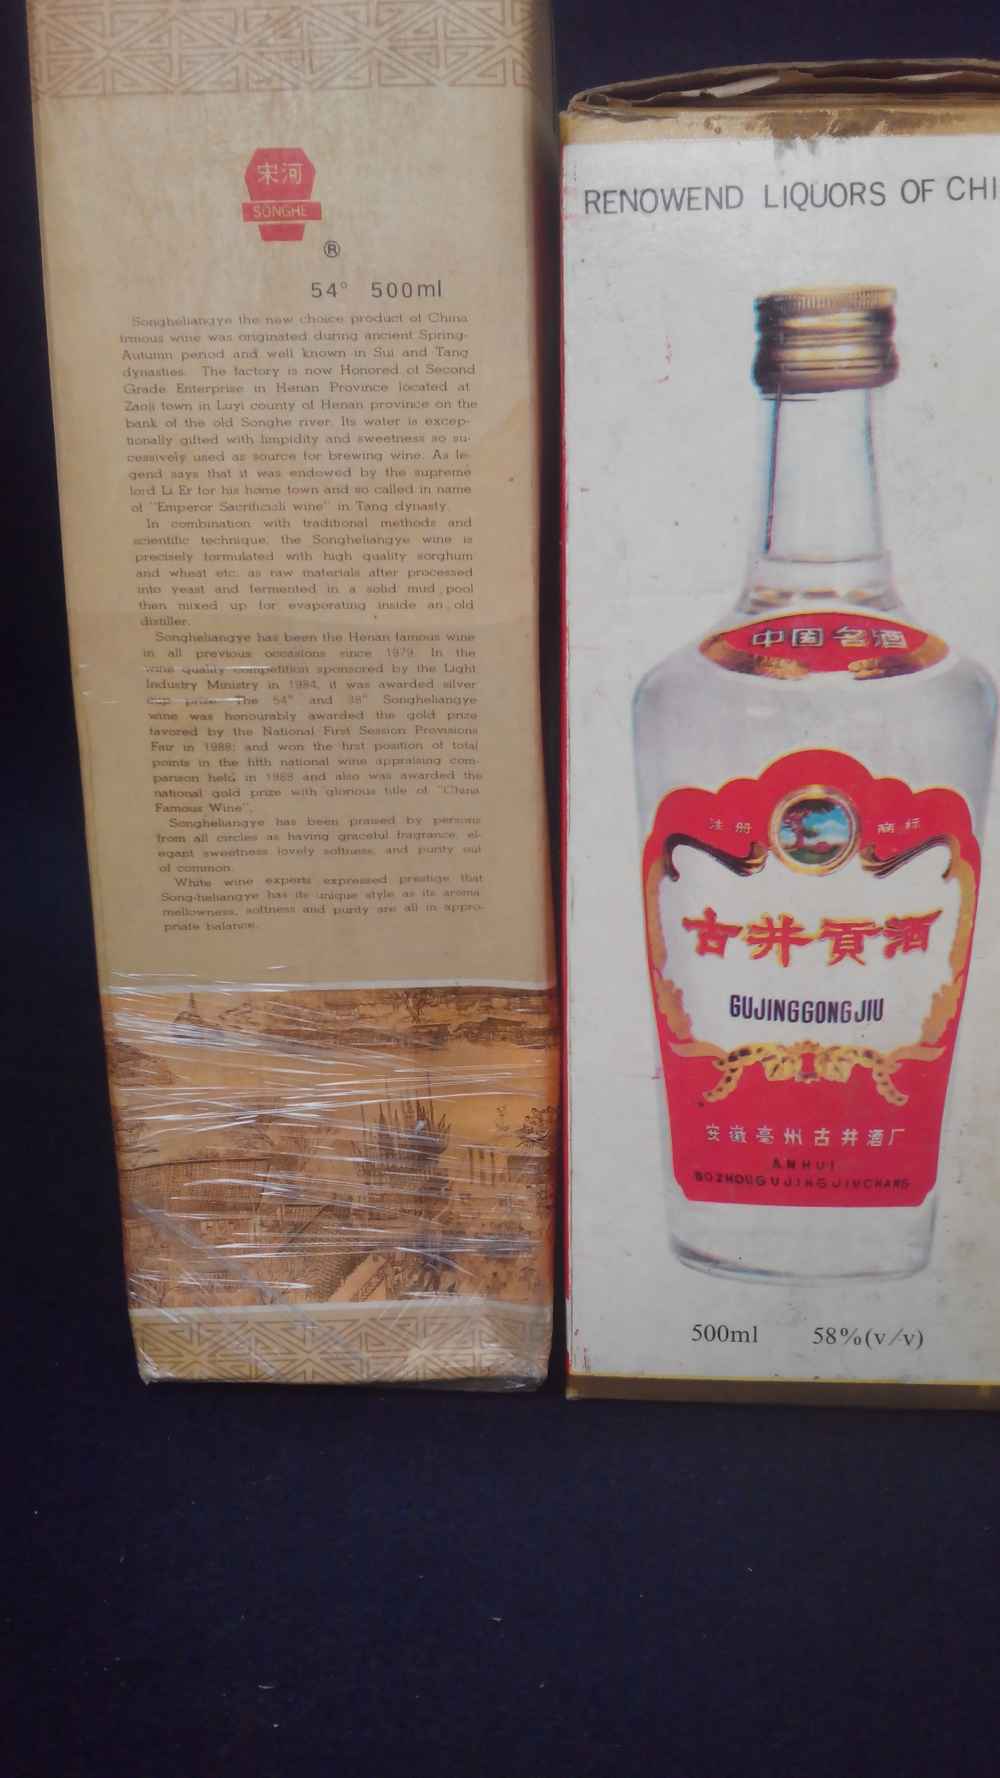 宋河
SONGHE
®
54° 500ml
Songheliangye the new choice product of China
fmous wine was originated during ancient Spring-
Autumn period and well known in Sui and Tang
dynasties. The factory is now Honored of Second
Grade Enterprise in Henan Province located at
Zaoji town in Luyi county of Henan province on the
bank of the old Songhe river. Its water is excep-
tionally gifted with limpidity and sweetness so su-
cessively used as source for brewing wine. As le-
gend says that it was endowed by the supreme
lord Li Er for his home town and so called in name
of "Emperor Sacrificioli wine" in Tang dynasty.
In combination with traditional methods and
scientific technique, the Songheliangye wine is
precisely formulated with high quality sorghum
and wheat etc. as raw materials after processed
into yeast and fermented in a solid mud pool
then mixed up for evaporating inside an old
distiller.
Songheliangye has been the Henan famous wine
in all previous occasions since 1979. In the
wine quality competition sponsored by the Light
Industry Ministry in 1984, it was awarded silver
cup prize The 54° and 38° Songheliangye
wine was honourably awarded the gold prize
favored by the National First Session Provisions
Fair in 1988; and won the first position of total
points in the fifth national wine appraising com-
parison held in 1989 and also was awarded the
national gold prize with glorious title of "China
Famous Wine".
Songheliangye has been praised by persons
from all circles as having graceful fragrance, el-
egant sweetness lovely softness, and purity out
of common.
White wine experts expressed prestige that
Song-heliangye has its unique style as its aroma
mellowness, softness and purity are all in appro-
priate balance.
RENOWEND LIQUORS OF CHI
中国名酒
注册 商标
古井贡酒
GUJINGGONGJIU
安徽亳州古井酒厂
ANHUI
BOZHOUGUJINGJIUCHANG
500ml 58%(v/v)